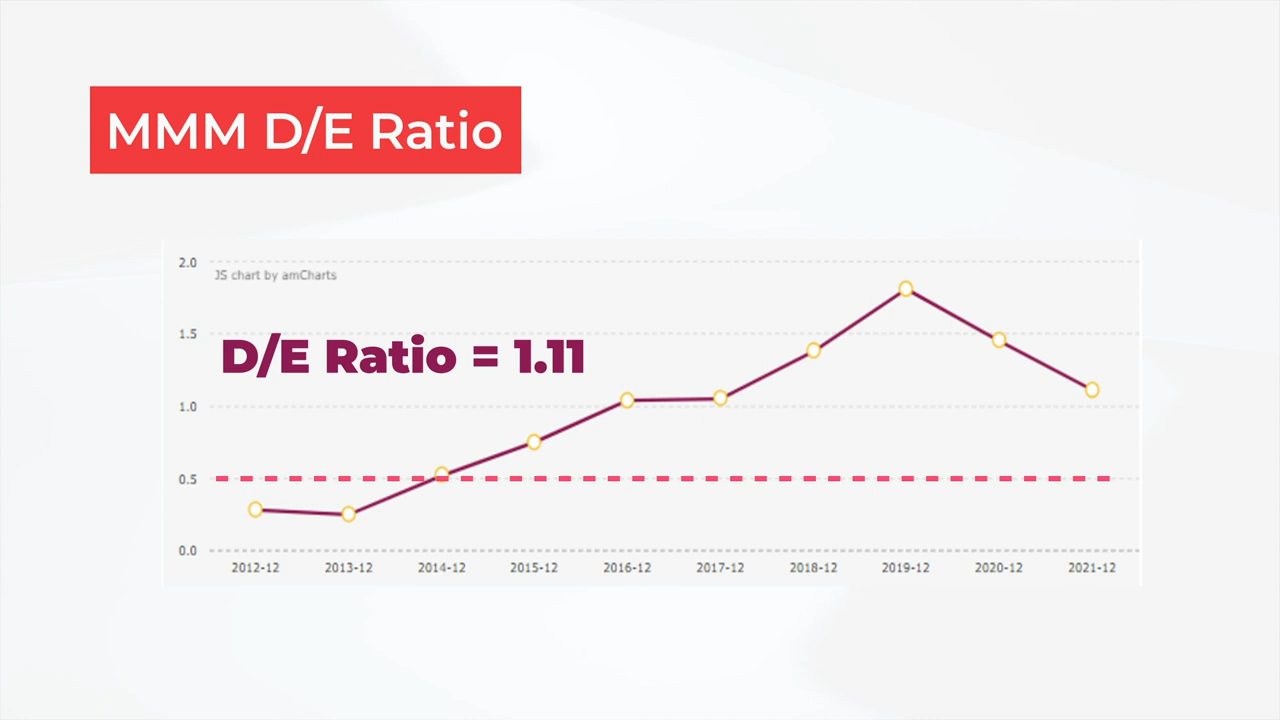 MMM D/E Ratio
2.0
JS chart by amCharts
1.5
D/E Ratio = 1.11
1.0
0.5
0.0
2012-12 2013-12 2014-12 2015-12 2016-12 2017-12 2018-12 2019-12 2020-12 2021-12